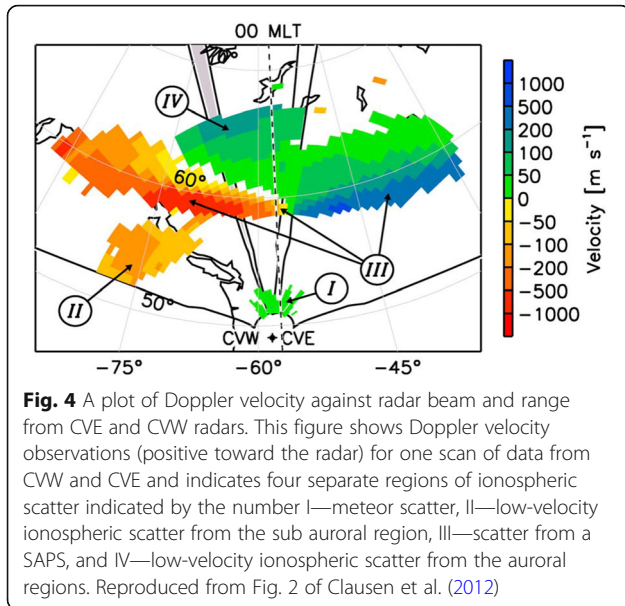 00 MLT
IV
60°
III
II
50°
I
CVW CVE
−75° −60° −45°
1000
500
200
100
50
0
−50
−100
−200
−500
−1000
Velocity [m s⁻¹]
Fig. 4 A plot of Doppler velocity against radar beam and range
from CVE and CVW radars. This figure shows Doppler velocity
observations (positive toward the radar) for one scan of data from
CVW and CVE and indicates four separate regions of ionospheric
scatter indicated by the number I—meteor scatter, II—low-velocity
ionospheric scatter from the sub auroral region, III—scatter from a
SAPS, and IV—low-velocity ionospheric scatter from the auroral
regions. Reproduced from Fig. 2 of Clausen et al. (2012)